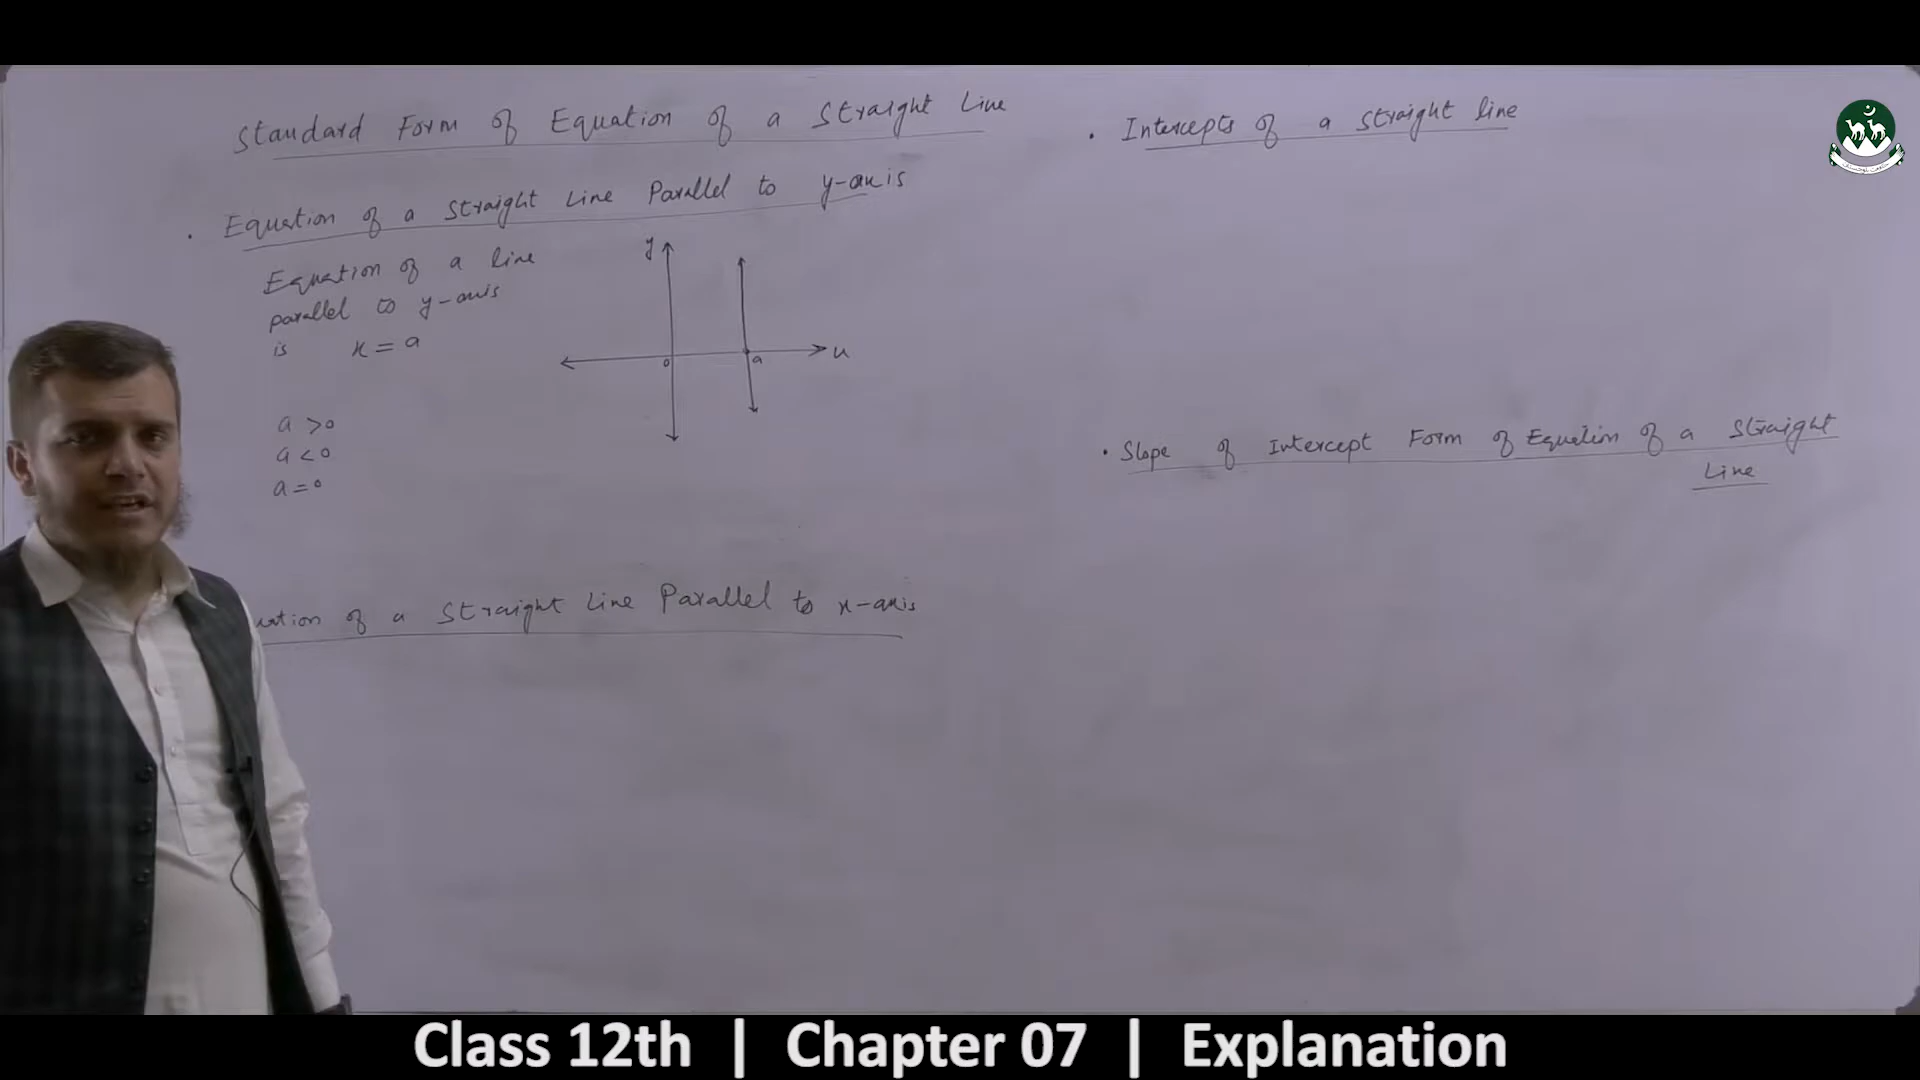 Standard Form of Equation of a Straight Line
. Equation of a Straight Line Parallel to y-axis
Equation of a line
parallel to y-axis
is x = a
a > 0
a < 0
a = 0
y
o
a
x
uation of a Straight Line Parallel to x-axis
. Intercepts of a straight line
. Slope of Intercept Form of Equation of a Straight
Line
Class 12th | Chapter 07 | Explanation